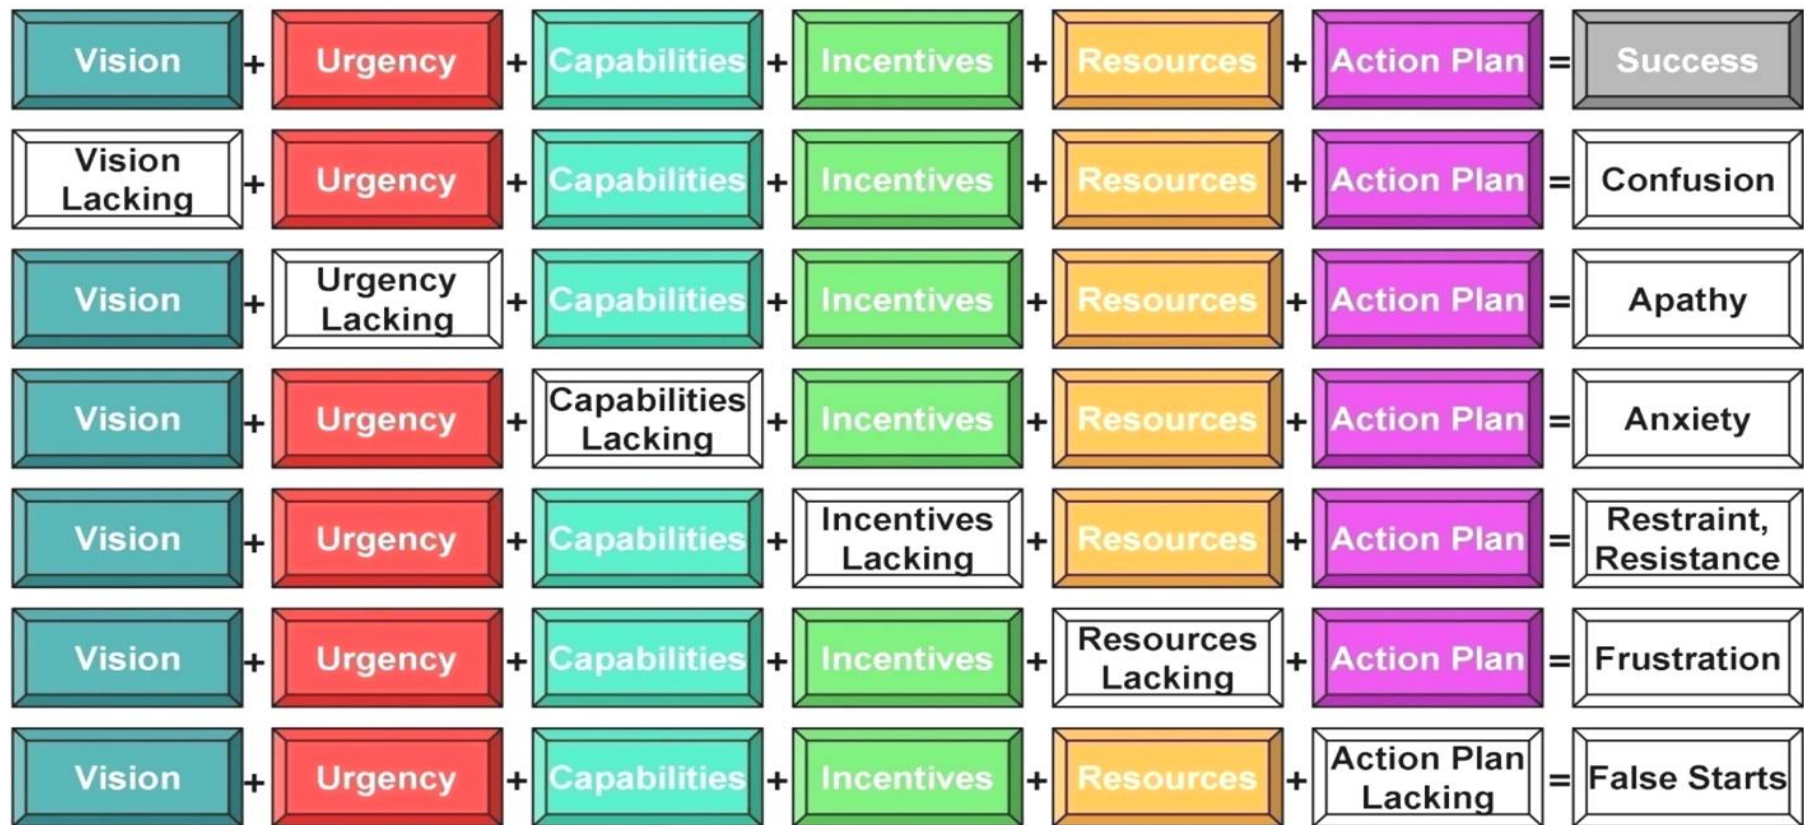 Vision + Urgency + Capabilities + Incentives + Resources + Action Plan = Success
Vision
Lacking + Urgency + Capabilities + Incentives + Resources + Action Plan = Confusion
Vision + Urgency
Lacking + Capabilities + Incentives + Resources + Action Plan = Apathy
Vision + Urgency + Capabilities
Lacking + Incentives + Resources + Action Plan = Anxiety
Vision + Urgency + Capabilities + Incentives
Lacking + Resources + Action Plan = Restraint,
Resistance
Vision + Urgency + Capabilities + Incentives + Resources
Lacking + Action Plan = Frustration
Vision + Urgency + Capabilities + Incentives + Resources + Action Plan
Lacking = False Starts